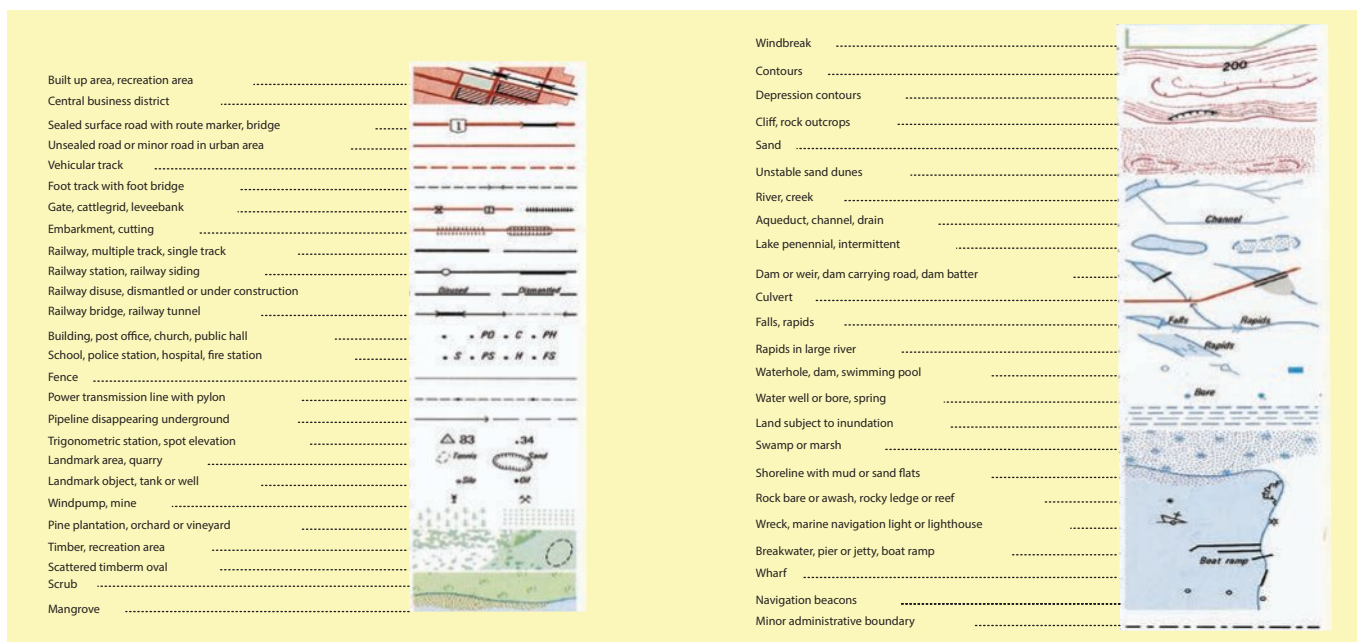 Built up area, recreation area
Central business district
Sealed surface road with route marker, bridge
1
Unsealed road or minor road in urban area
Vehicular track
Foot track with foot bridge
Gate, cattlegrid, leveebank
Embarkment, cutting
Railway, multiple track, single track
Railway station, railway siding
Railway disuse, dismantled or under construction
Disused Dismantled
Railway bridge, railway tunnel
Building, post office, church, public hall
PO C PH
School, police station, hospital, fire station
S PS H FS
Fence
Power transmission line with pylon
Pipeline disappearing underground
Trigonometric station, spot elevation
83 .34
Landmark area, quarry
Tennis Sand
Landmark object, tank or well
Silo Oil
Windpump, mine
Pine plantation, orchard or vineyard
Timber, recreation area
Scattered timberm oval
Scrub
Mangrove
Windbreak
Contours
200
Depression contours
Cliff, rock outcrops
Sand
Unstable sand dunes
River, creek
Aqueduct, channel, drain
Channel
Lake penennial, intermittent
Dam or weir, dam carrying road, dam batter
Culvert
Falls, rapids
Falls Rapids
Rapids in large river
Rapids
Waterhole, dam, swimming pool
Water well or bore, spring
Bore
Land subject to inundation
Swamp or marsh
Shoreline with mud or sand flats
Rock bare or awash, rocky ledge or reef
Wreck, marine navigation light or lighthouse
Breakwater, pier or jetty, boat ramp
Boat ramp
Wharf
Navigation beacons
Minor administrative boundary